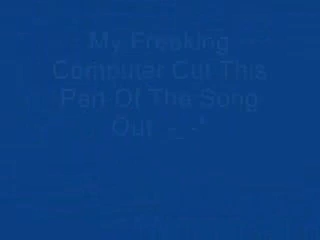 My Freaking
Computer Cut This
Part Of The Song
Out -_-"